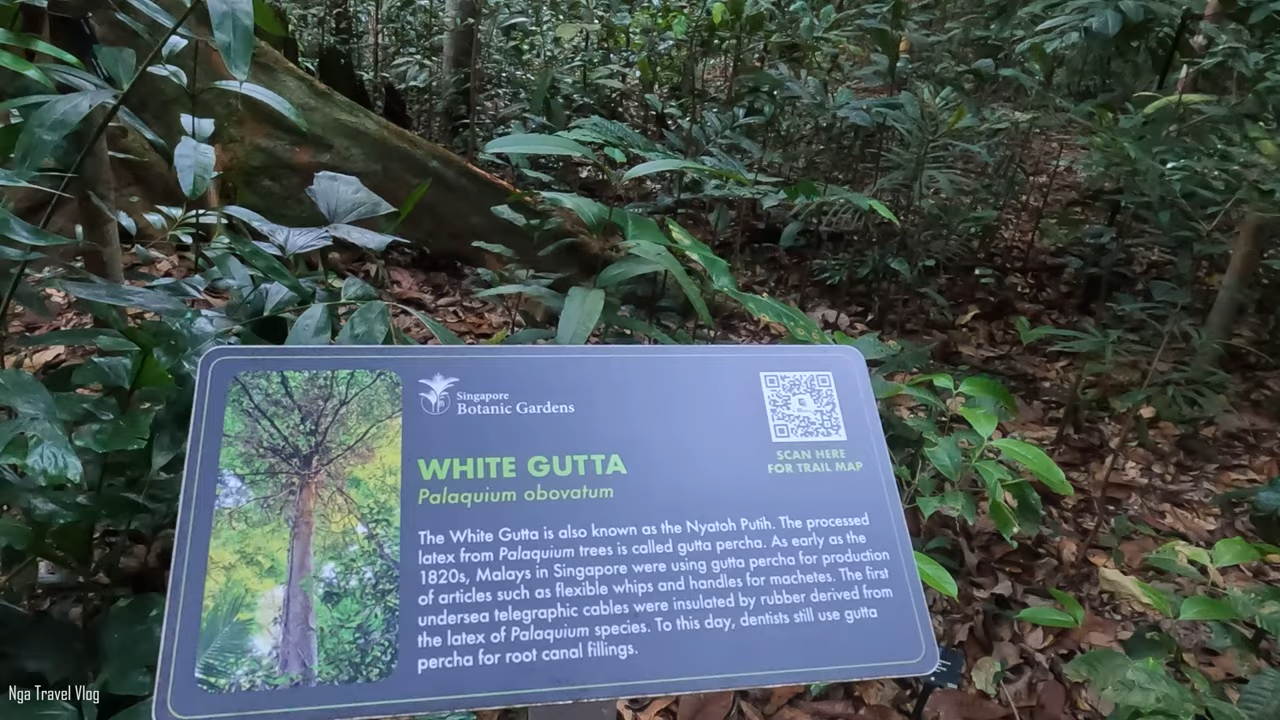 Singapore
Botanic Gardens
WHITE GUTTA
Palaquium obovatum
SCAN HERE
FOR TRAIL MAP
The White Gutta is also known as the Nyatoh Putih. The processed
latex from Palaquium trees is called gutta percha. As early as the
1820s, Malays in Singapore were using gutta percha for production
of articles such as flexible whips and handles for machetes. The first
undersea telegraphic cables were insulated by rubber derived from
the latex of Palaquium species. To this day, dentists still use gutta
percha for root canal fillings.
Nga Travel Vlog